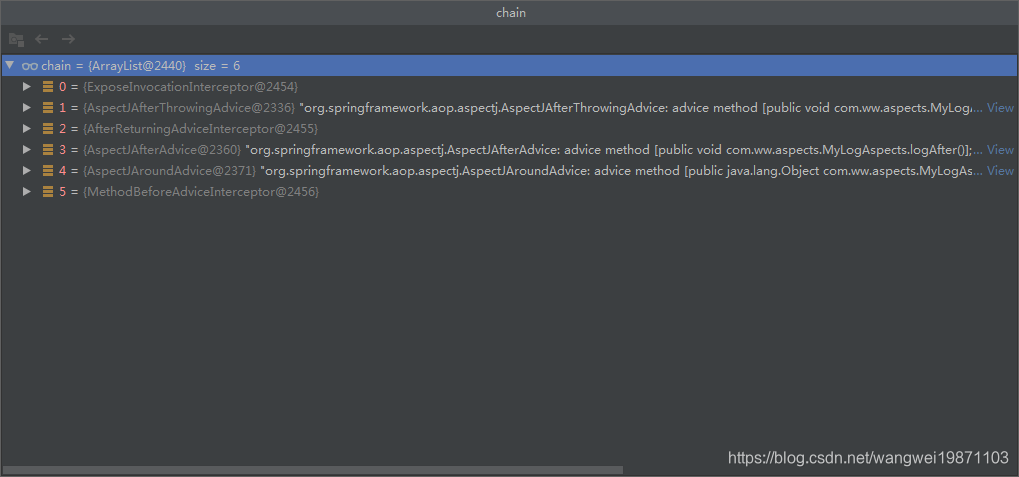 chain
chain = {ArrayList@2440} size = 6
0 = {ExposeInvocationInterceptor@2454}
1 = {AspectJAfterThrowingAdvice@2336} "org.springframework.aop.aspectj.AspectJAfterThrowingAdvice: advice method [public void com.ww.aspects.MyLogA... View
2 = {AfterReturningAdviceInterceptor@2455}
3 = {AspectJAfterAdvice@2360} "org.springframework.aop.aspectj.AspectJAfterAdvice: advice method [public void com.ww.aspects.MyLogAspects.logAfter()];... View
4 = {AspectJAroundAdvice@2371} "org.springframework.aop.aspectj.AspectJAroundAdvice: advice method [public java.lang.Object com.ww.aspects.MyLogAs... View
5 = {MethodBeforeAdviceInterceptor@2456}
https://blog.csdn.net/wangwei19871103